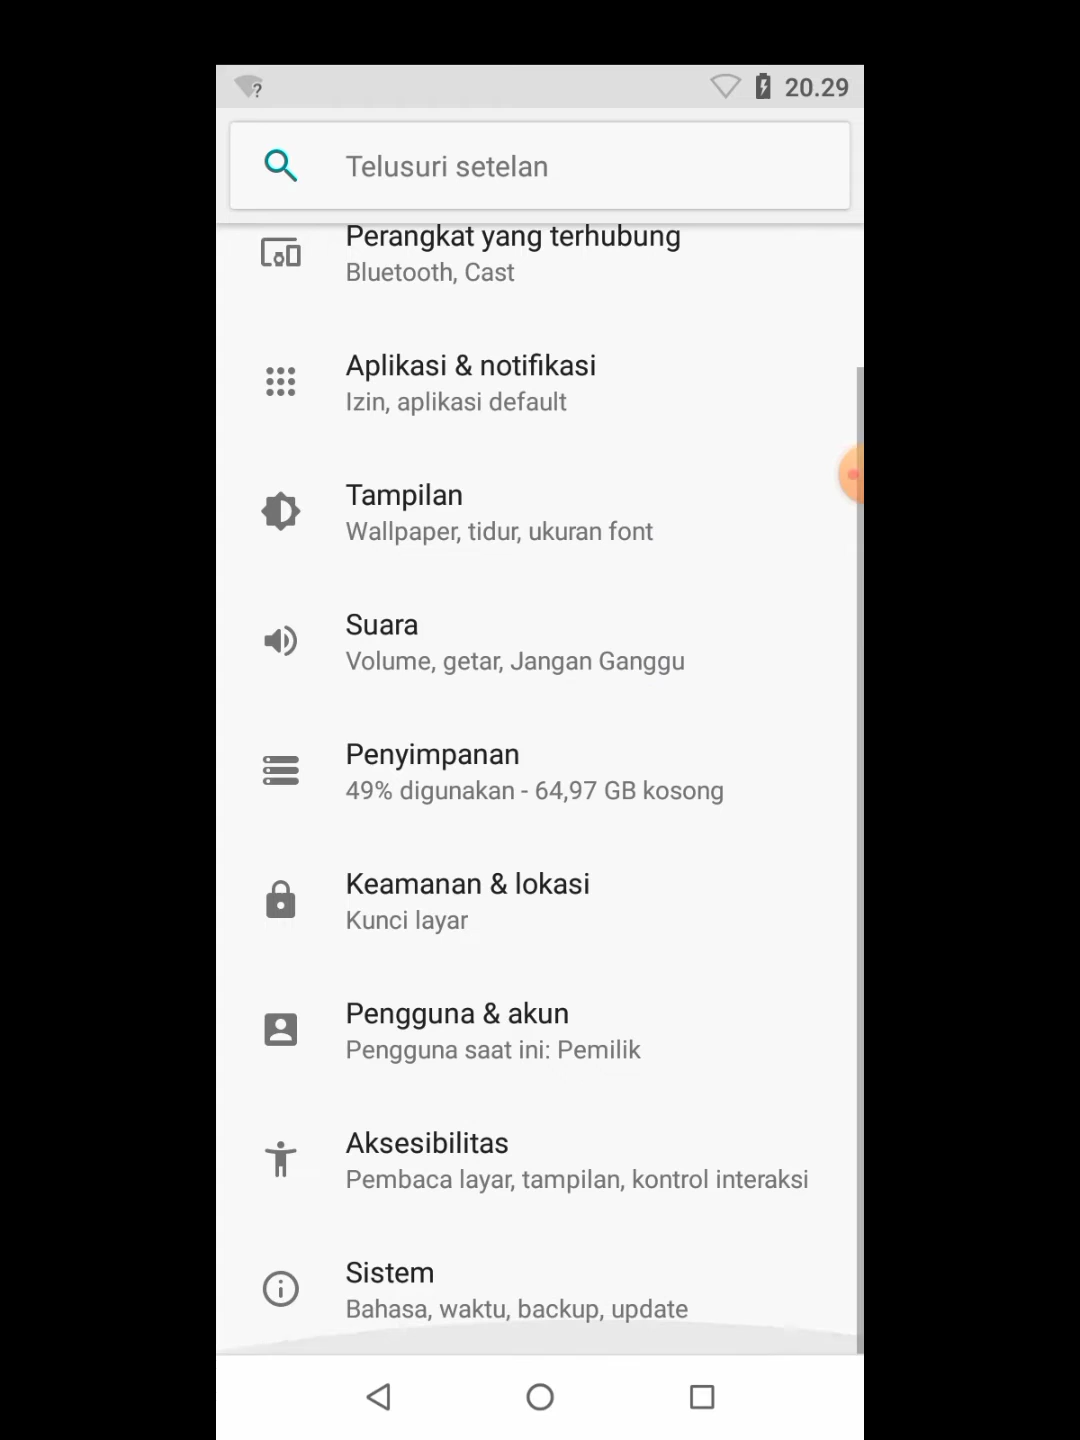 ?
20.29
Telusuri setelan
Perangkat yang terhubung
Bluetooth, Cast
Aplikasi & notifikasi
Izin, aplikasi default
Tampilan
Wallpaper, tidur, ukuran font
Suara
Volume, getar, Jangan Ganggu
Penyimpanan
49% digunakan - 64,97 GB kosong
Keamanan & lokasi
Kunci layar
Pengguna & akun
Pengguna saat ini: Pemilik
Aksesibilitas
Pembaca layar, tampilan, kontrol interaksi
Sistem
Bahasa, waktu, backup, update